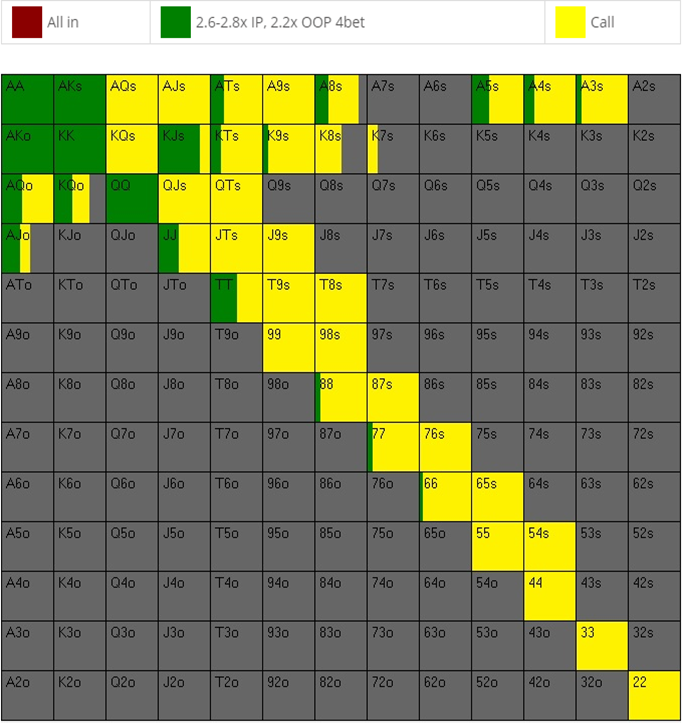 All in 2.6-2.8x IP, 2.2x OOP 4bet Call
AA AKs AQs AJs ATs A9s A8s A7s A6s A5s A4s A3s A2s
AKo KK KQs KJs KTs K9s K8s K7s K6s K5s K4s K3s K2s
AQo KQo QQ QJs QTs Q9s Q8s Q7s Q6s Q5s Q4s Q3s Q2s
AJo KJo QJo JJ JTs J9s J8s J7s J6s J5s J4s J3s J2s
ATo KTo QTo JTo TT T9s T8s T7s T6s T5s T4s T3s T2s
A9o K9o Q9o J9o T9o 99 98s 97s 96s 95s 94s 93s 92s
A8o K8o Q8o J8o T8o 98o 88 87s 86s 85s 84s 83s 82s
A7o K7o Q7o J7o T7o 97o 87o 77 76s 75s 74s 73s 72s
A6o K6o Q6o J6o T6o 96o 86o 76o 66 65s 64s 63s 62s
A5o K5o Q5o J5o T5o 95o 85o 75o 65o 55 54s 53s 52s
A4o K4o Q4o J4o T4o 94o 84o 74o 64o 54o 44 43s 42s
A3o K3o Q3o J3o T3o 93o 83o 73o 63o 53o 43o 33 32s
A2o K2o Q2o J2o T2o 92o 82o 72o 62o 52o 42o 32o 22